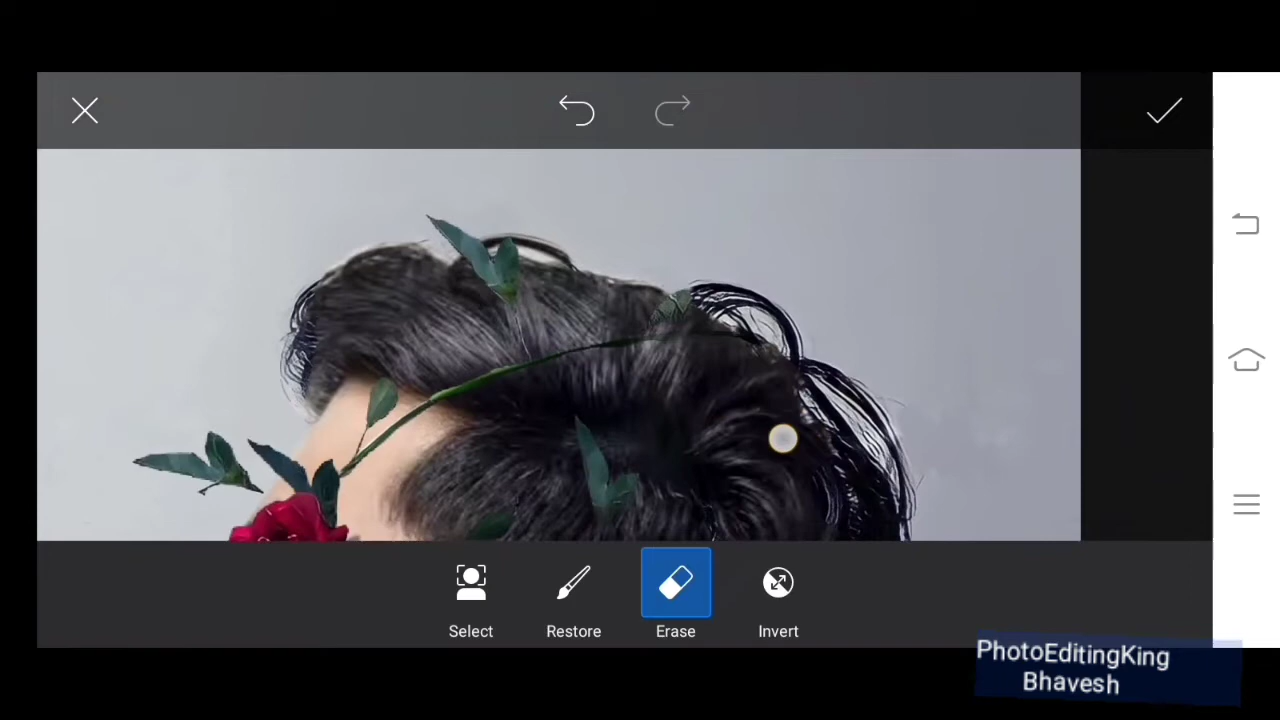 Select
Restore
Erase
Invert
PhotoEditingKing
Bhavesh